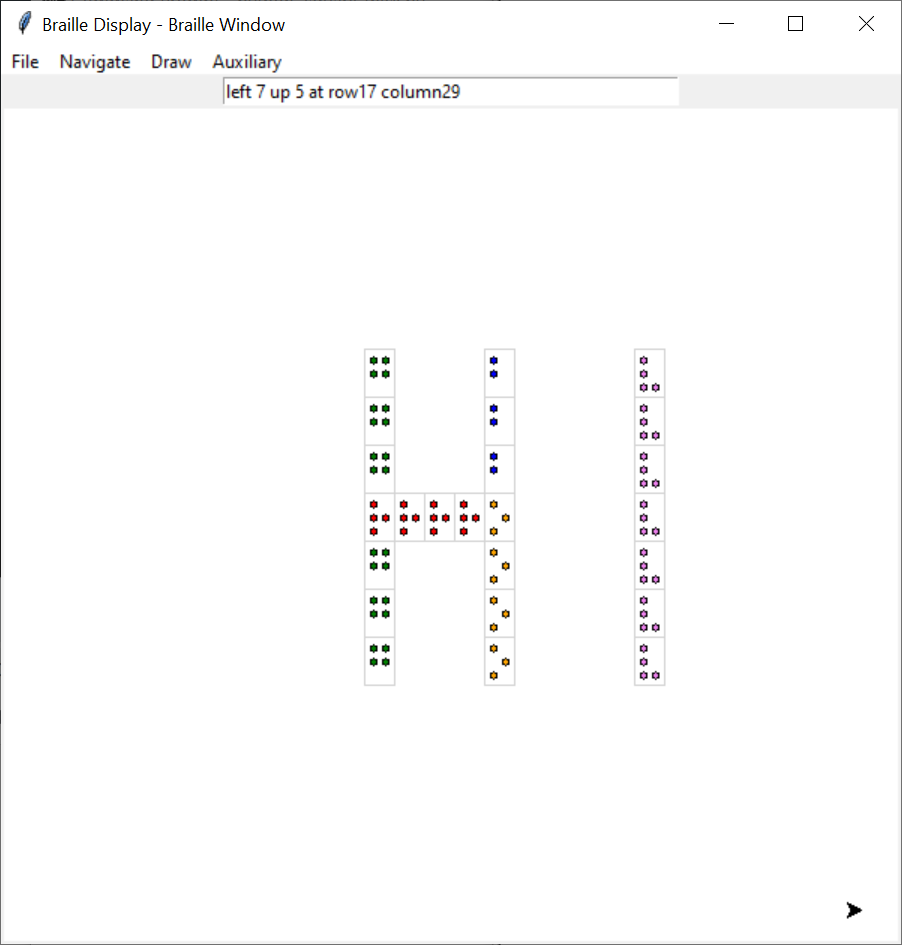 Braille Display - Braille Window
File Navigate Draw Auxiliary
left 7 up 5 at row17 column29
⠛ ⠃ ⠧
⠛ ⠃ ⠧
⠛ ⠃ ⠧
⠗⠗⠗⠗⠕ ⠧
⠛ ⠕ ⠧
⠛ ⠕ ⠧
⠛ ⠕ ⠧